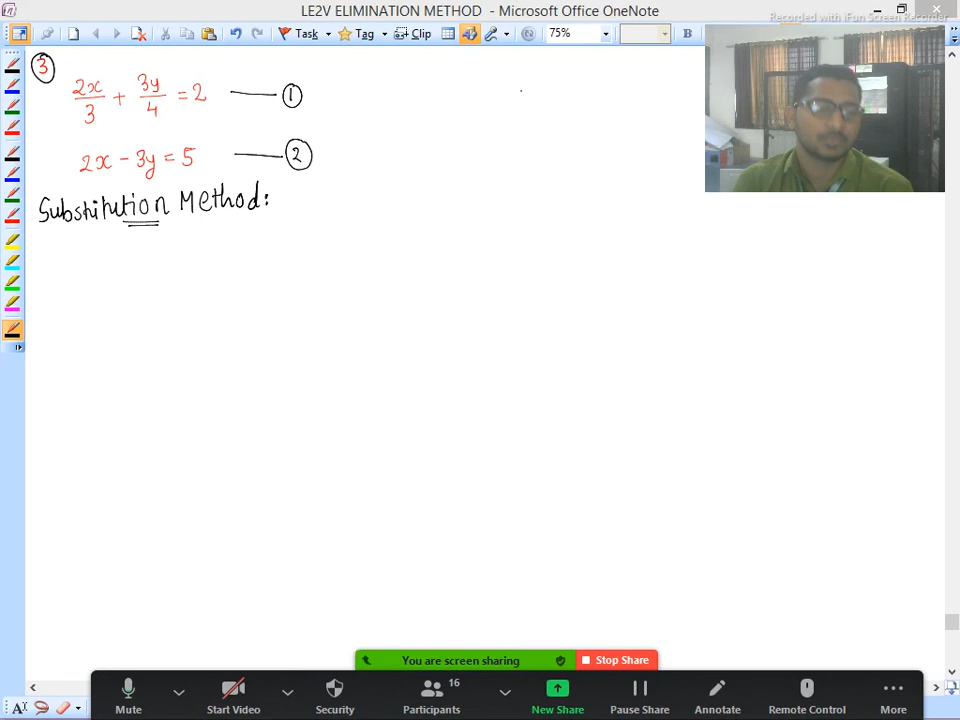 LE2V ELIMINATION METHOD - Microsoft Office OneNote
Recorded with iFun Screen Recorder
Task Tag Clip 75% B
3
2x/3 + 3y/4 = 2 —— 1
2x - 3y = 5 —— 2
Substitution Method:
You are screen sharing Stop Share
16
Mute Start Video Security Participants New Share Pause Share Annotate Remote Control More